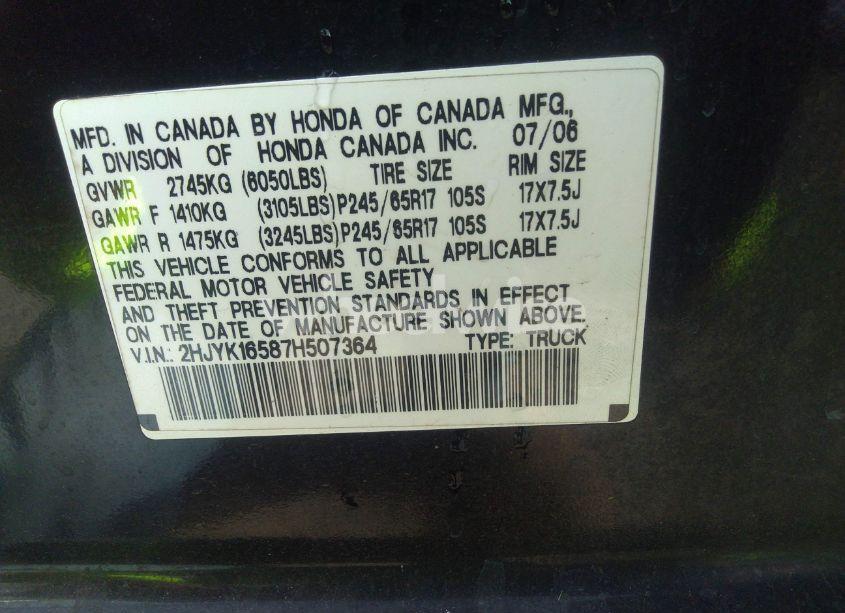 MFD. IN CANADA BY HONDA OF CANADA MFG.,
A DIVISION OF HONDA CANADA INC. 07/06
GVWR 2745KG (6050LBS) TIRE SIZE RIM SIZE
GAWR F 1410KG (3105LBS) P245/65R17 105S 17X7.5J
GAWR R 1475KG (3245LBS) P245/65R17 105S 17X7.5J
THIS VEHICLE CONFORMS TO ALL APPLICABLE
FEDERAL MOTOR VEHICLE SAFETY
AND THEFT PREVENTION STANDARDS IN EFFECT
ON THE DATE OF MANUFACTURE SHOWN ABOVE.
V.I.N.: 2HJYK16587H507364 TYPE: TRUCK